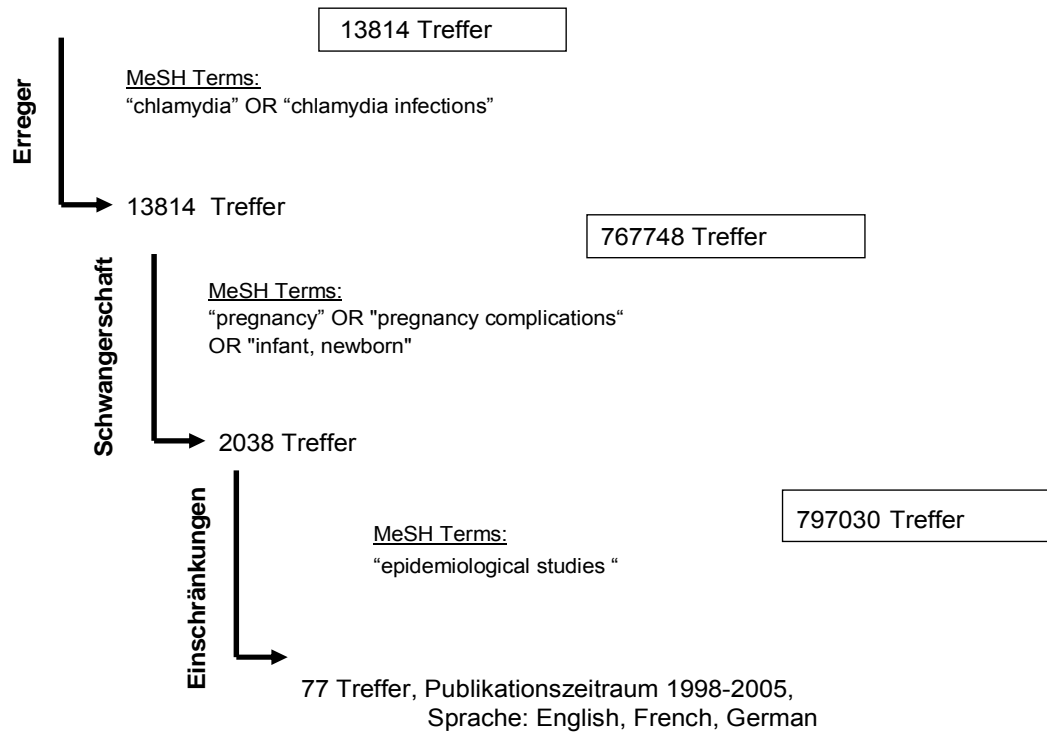 13814 Treffer
MeSH Terms:
“chlamydia” OR “chlamydia infections”
Erreger
13814 Treffer
767748 Treffer
MeSH Terms:
“pregnancy” OR "pregnancy complications“
OR "infant, newborn"
Schwangerschaft
2038 Treffer
797030 Treffer
MeSH Terms:
“epidemiological studies “
Einschränkungen
77 Treffer, Publikationszeitraum 1998-2005,
Sprache: English, French, German